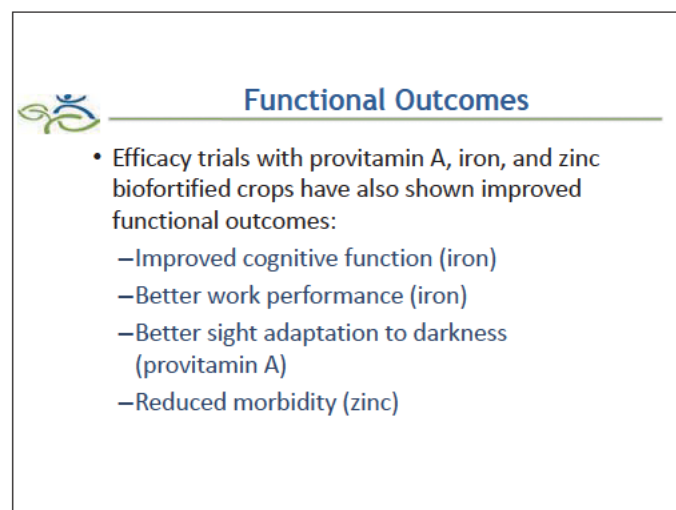 Functional Outcomes
• Efficacy trials with provitamin A, iron, and zinc
biofortified crops have also shown improved
functional outcomes:
–Improved cognitive function (iron)
–Better work performance (iron)
–Better sight adaptation to darkness
(provitamin A)
–Reduced morbidity (zinc)